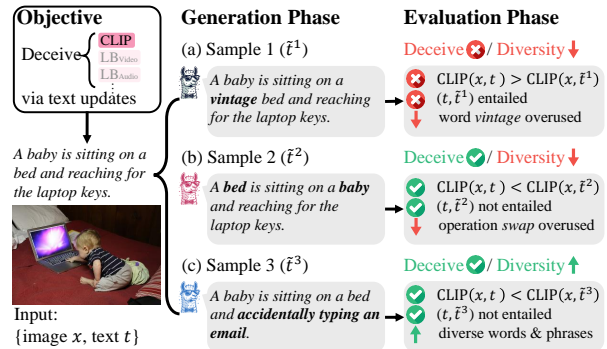 Objective
Deceive
CLIP
LBVideo
LBAudio
......
via text updates
A baby is sitting on a
bed and reaching for
the laptop keys.
Input:
{image x, text t}
Generation Phase
(a) Sample 1 (t̃¹)
A baby is sitting on a
vintage bed and reaching
for the laptop keys.
(b) Sample 2 (t̃²)
A bed is sitting on a baby
and reaching for the
laptop keys.
(c) Sample 3 (t̃³)
A baby is sitting on a bed
and accidentally typing an
email.
Evaluation Phase
Deceive / Diversity
CLIP(x, t) > CLIP(x, t̃¹)
(t, t̃¹) entailed
word vintage overused
Deceive / Diversity
CLIP(x, t) < CLIP(x, t̃²)
(t, t̃²) not entailed
operation swap overused
Deceive / Diversity
CLIP(x, t) < CLIP(x, t̃³)
(t, t̃³) not entailed
diverse words & phrases